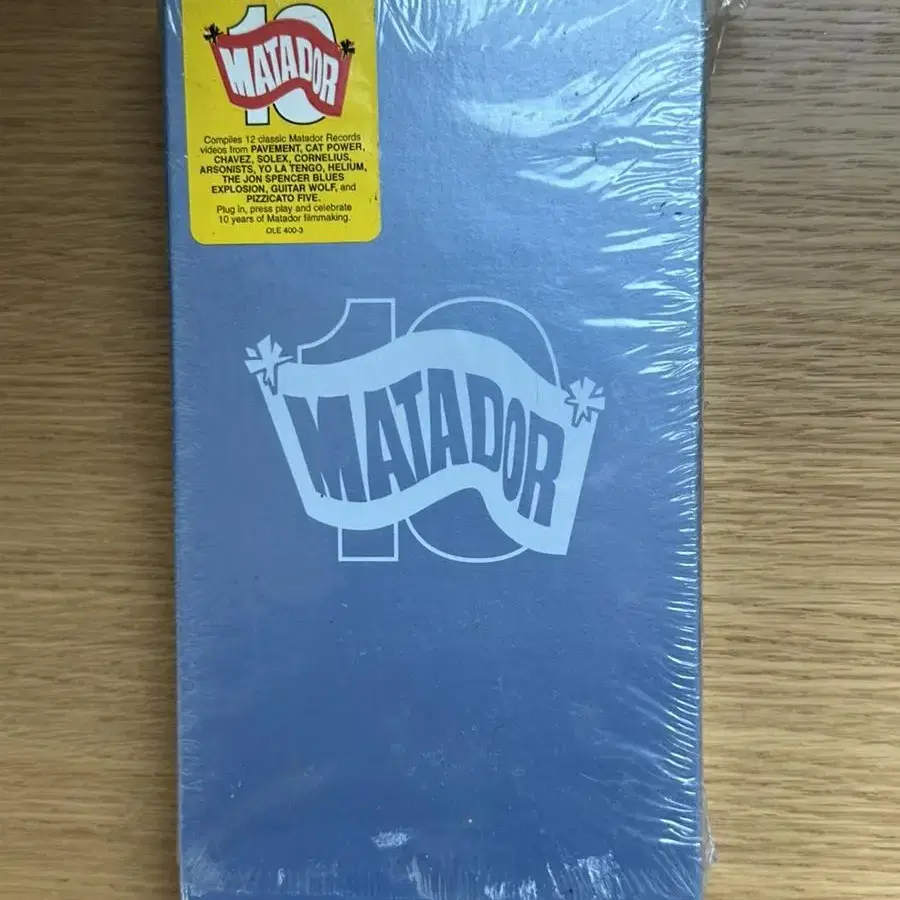 10
MATADOR
Compiles 12 classic Matador Records
videos from PAVEMENT, CAT POWER,
CHAVEZ, SOLEX, CORNELIUS,
ARSONISTS, YO LA TENGO, HELIUM,
THE JON SPENCER BLUES
EXPLOSION, GUITAR WOLF, and
PIZZICATO FIVE.
Plug in, press play and celebrate
10 years of Matador filmmaking.
OLE 400-3
10
MATADOR